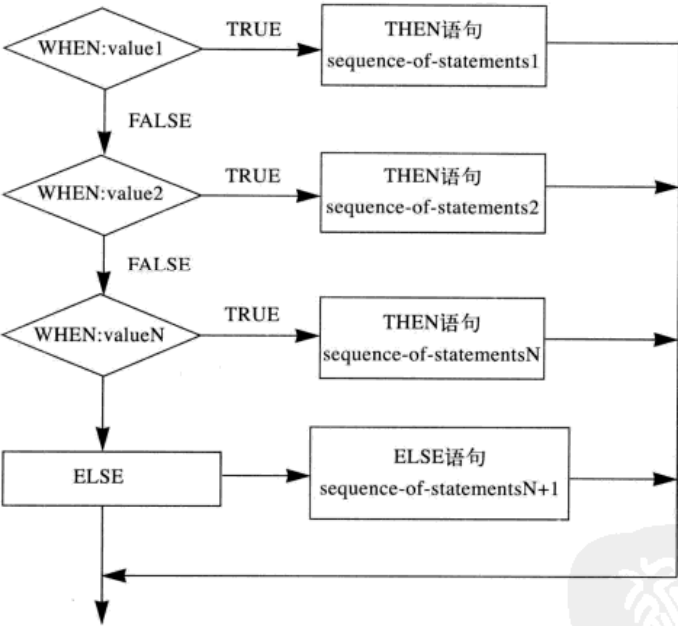 WHEN:value1
TRUE
THEN语句
sequence-of-statements1
FALSE
WHEN:value2
TRUE
THEN语句
sequence-of-statements2
FALSE
WHEN:valueN
TRUE
THEN语句
sequence-of-statementsN
ELSE
ELSE语句
sequence-of-statementsN+1